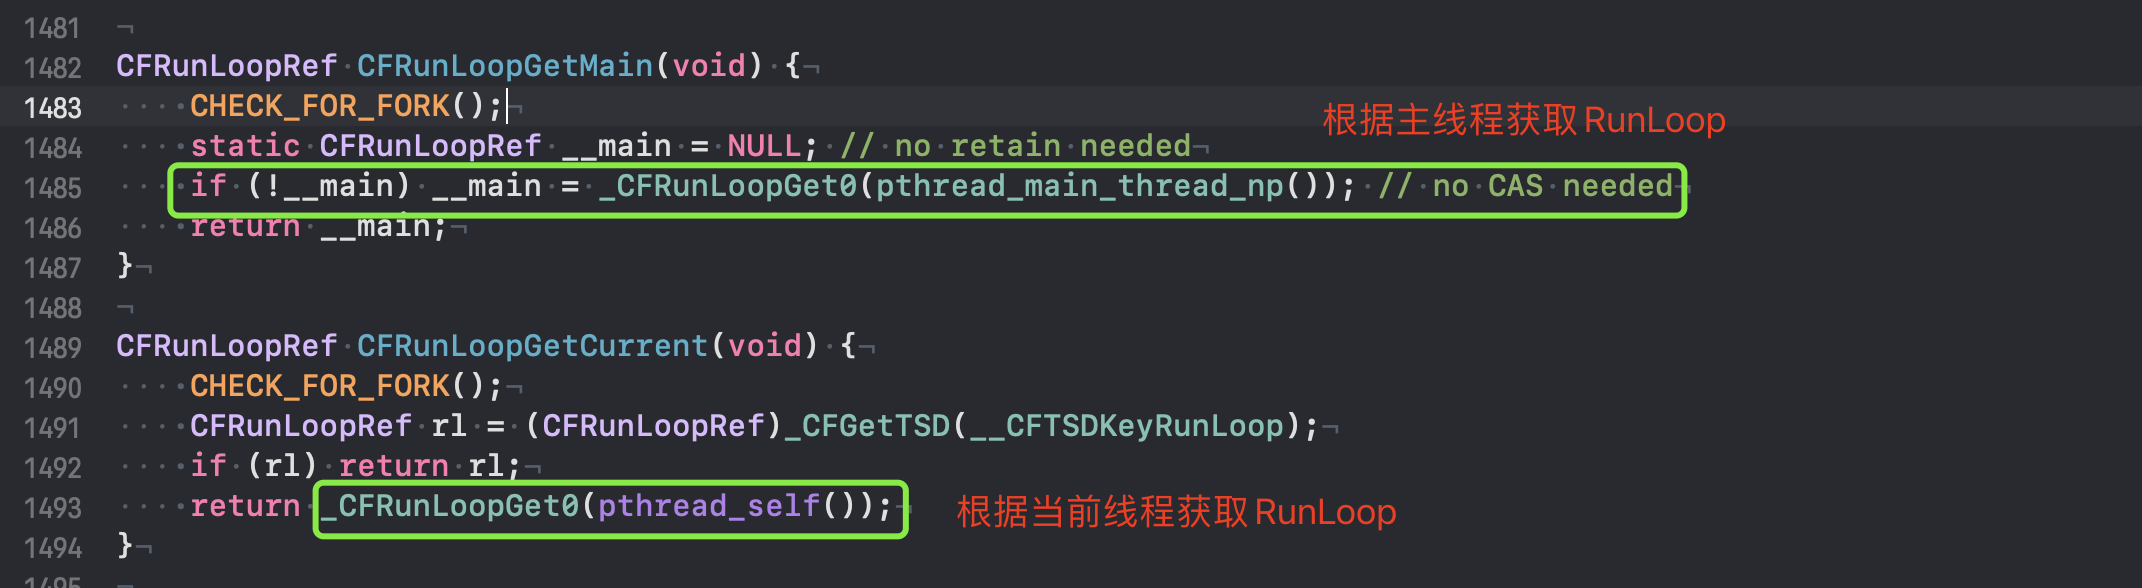 1481
1482 CFRunLoopRef CFRunLoopGetMain(void) {
1483 CHECK_FOR_FORK();
根据主线程获取 RunLoop
1484 static CFRunLoopRef __main = NULL; // no retain needed
1485 if (!__main) __main = _CFRunLoopGet0(pthread_main_thread_np()); // no CAS needed
1486 return __main;
1487 }
1488
1489 CFRunLoopRef CFRunLoopGetCurrent(void) {
1490 CHECK_FOR_FORK();
1491 CFRunLoopRef rl = (CFRunLoopRef)_CFGetTSD(__CFTSDKeyRunLoop);
1492 if (rl) return rl;
1493 return _CFRunLoopGet0(pthread_self());
根据当前线程获取 RunLoop
1494 }
1495